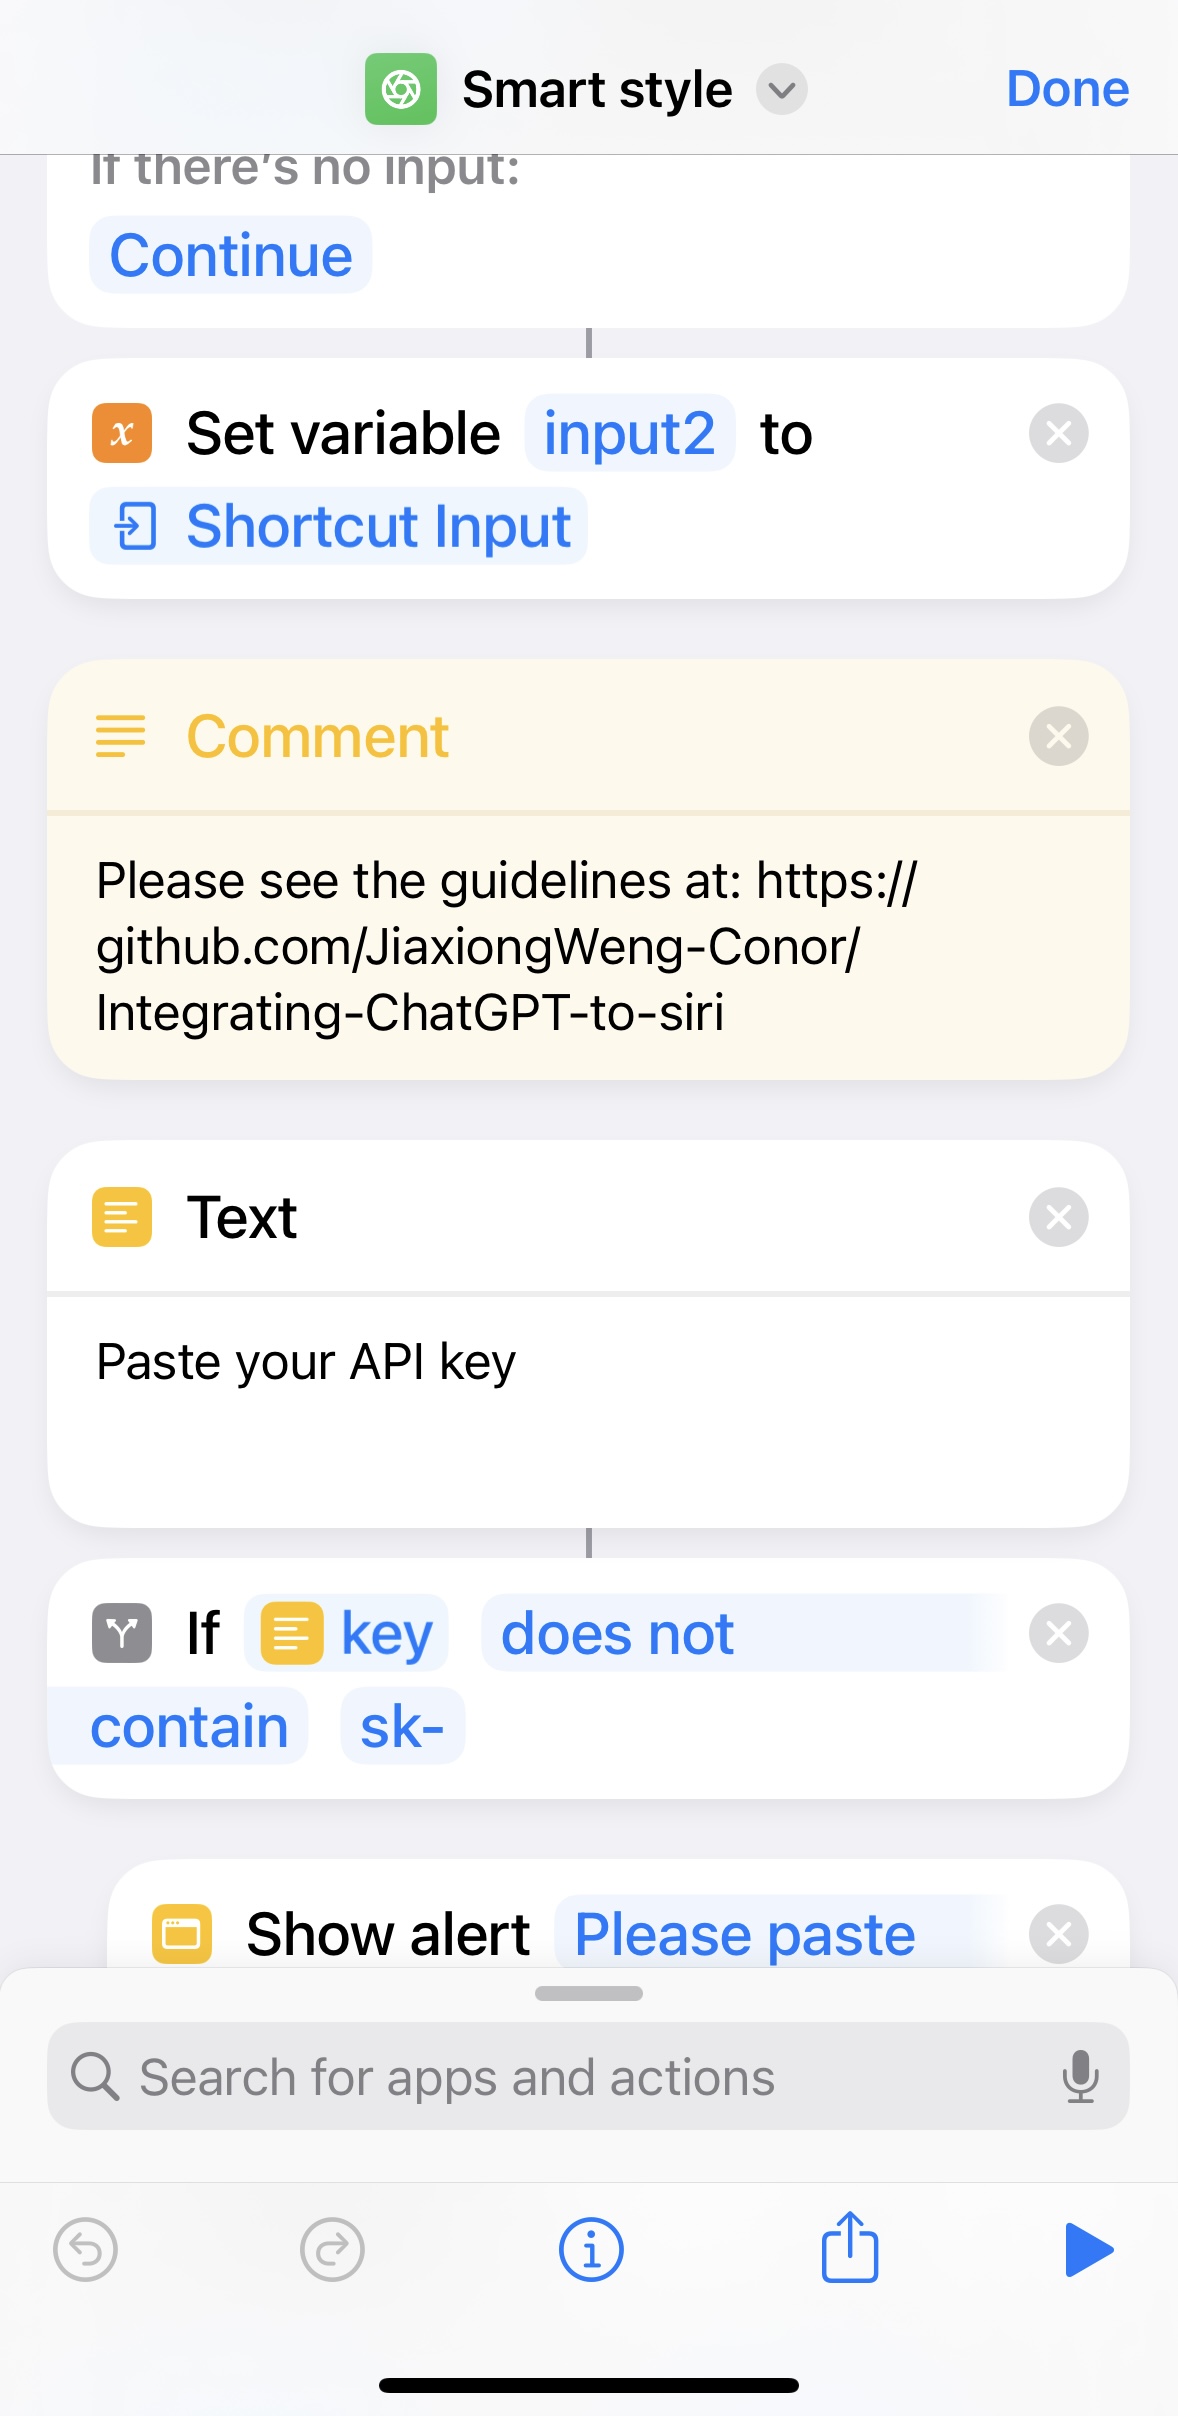 Smart style
Done
If there's no input:
Continue
Set variable input2 to
Shortcut Input
Comment
Please see the guidelines at: https://
github.com/JiaxiongWeng-Conor/
Integrating-ChatGPT-to-siri
Text
Paste your API key
If key does not
contain sk-
Show alert Please paste
Search for apps and actions